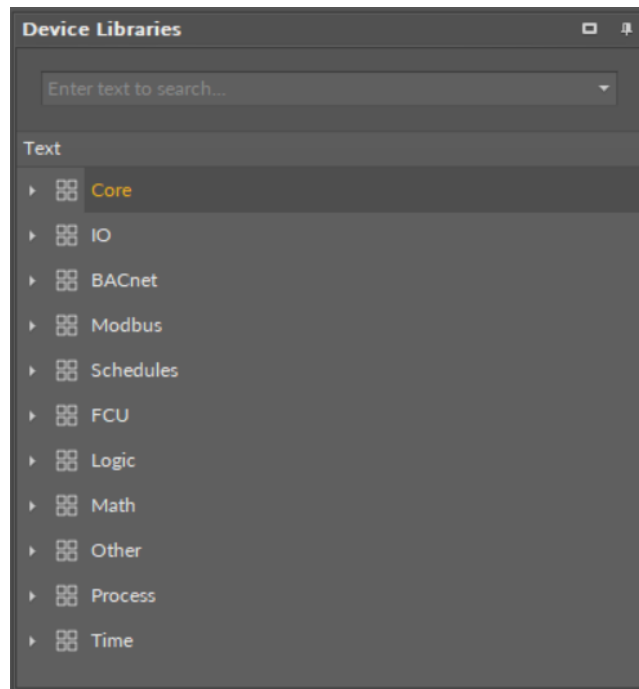 Device Libraries
Enter text to search...
Text
Core
IO
BACnet
Modbus
Schedules
FCU
Logic
Math
Other
Process
Time